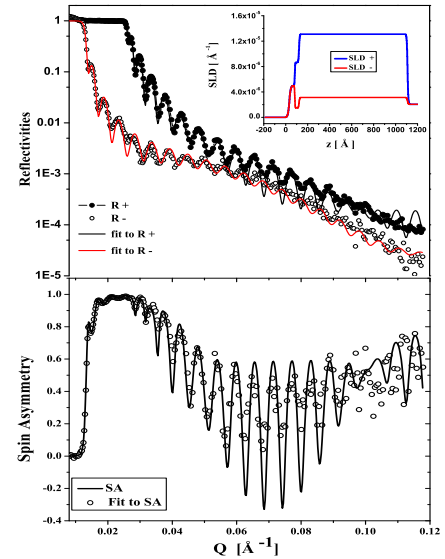 1
0.1
0.01
1E-3
1E-4
1E-5
Reflectivities
R +
R -
fit to R +
fit to R -
1.6x10⁻⁵
1.2x10⁻⁵
8.0x10⁻⁶
4.0x10⁻⁶
0.0
SLD [ Å⁻¹]
SLD +
SLD -
-200 0 200 400 600 800 1000 1200
z [ Å ]
1.0
0.8
0.6
0.4
0.2
0.0
-0.2
-0.4
Spin Asymmetry
SA
Fit to SA
0.02 0.04 0.06 0.08 0.10 0.12
Q [Å⁻¹]